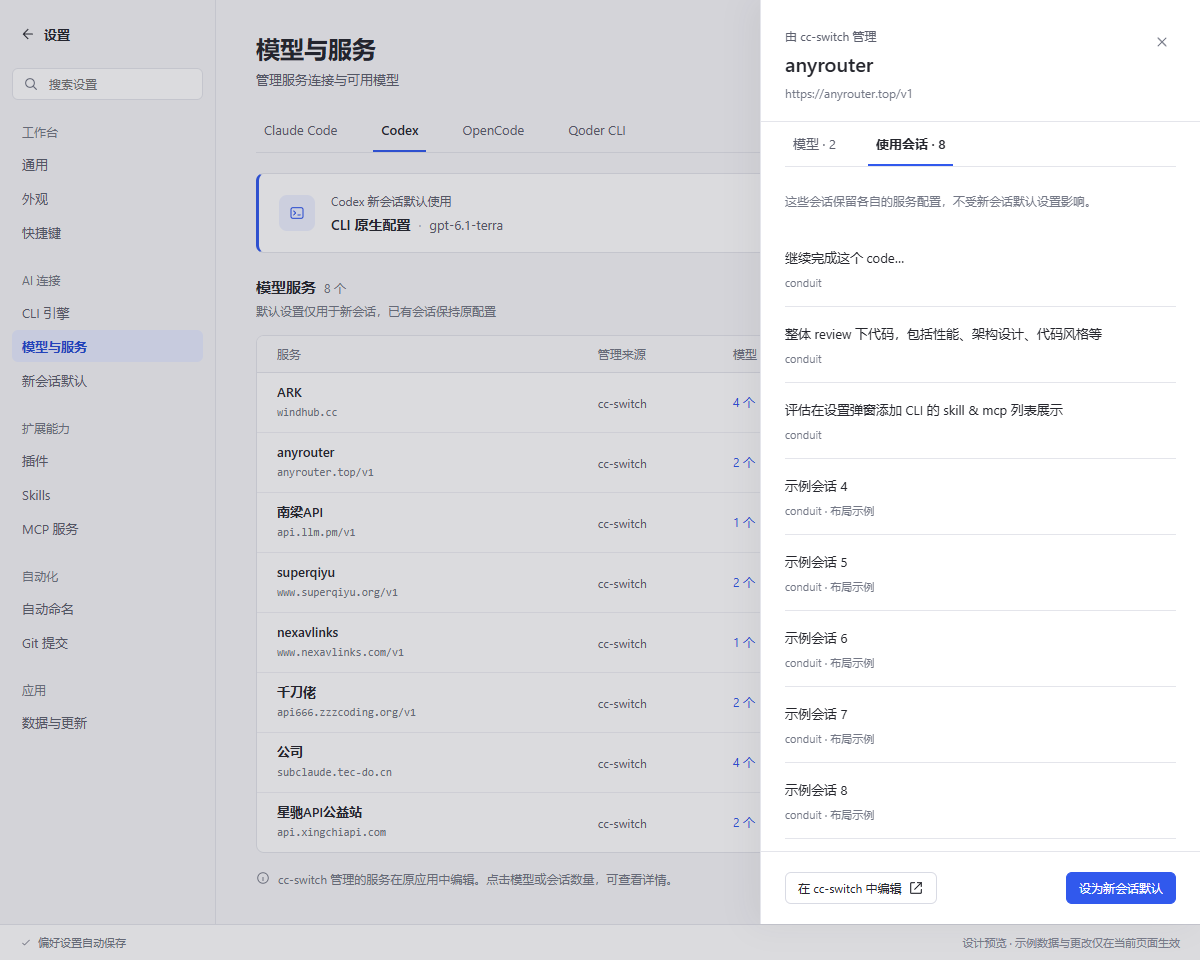 设置
搜索设置
工作台
通用
外观
快捷键
AI 连接
CLI 引擎
模型与服务
新会话默认
扩展能力
插件
Skills
MCP 服务
自动化
自动命名
Git 提交
应用
数据与更新
模型与服务
管理服务连接与可用模型
Claude Code
Codex
OpenCode
Qoder CLI
Codex 新会话默认使用
CLI 原生配置 · gpt-6.1-terra
模型服务 8 个
默认设置仅用于新会话，已有会话保持原配置
服务 管理来源 模型
ARK
windhub.cc
cc-switch
4 个
anyrouter
anyrouter.top/v1
cc-switch
2 个
南梁API
api.llm.pm/v1
cc-switch
1 个
superqiyu
www.superqiyu.org/v1
cc-switch
2 个
nexavlinks
www.nexavlinks.com/v1
cc-switch
1 个
千刀佬
api666.zzzcoding.org/v1
cc-switch
2 个
公司
subclaude.tec-do.cn
cc-switch
4 个
星驰API公益站
api.xingchiapi.com
cc-switch
2 个
cc-switch 管理的服务在原应用中编辑。点击模型或会话数量，可查看详情。
由 cc-switch 管理
anyrouter
https://anyrouter.top/v1
模型 · 2
使用会话 · 8
这些会话保留各自的服务配置，不受新会话默认设置影响。
继续完成这个 code...
conduit
整体 review 下代码，包括性能、架构设计、代码风格等
conduit
评估在设置弹窗添加 CLI 的 skill & mcp 列表展示
conduit
示例会话 4
conduit · 布局示例
示例会话 5
conduit · 布局示例
示例会话 6
conduit · 布局示例
示例会话 7
conduit · 布局示例
示例会话 8
conduit · 布局示例
在 cc-switch 中编辑
设为新会话默认
偏好设置自动保存
设计预览 · 示例数据与更改仅在当前页面生效